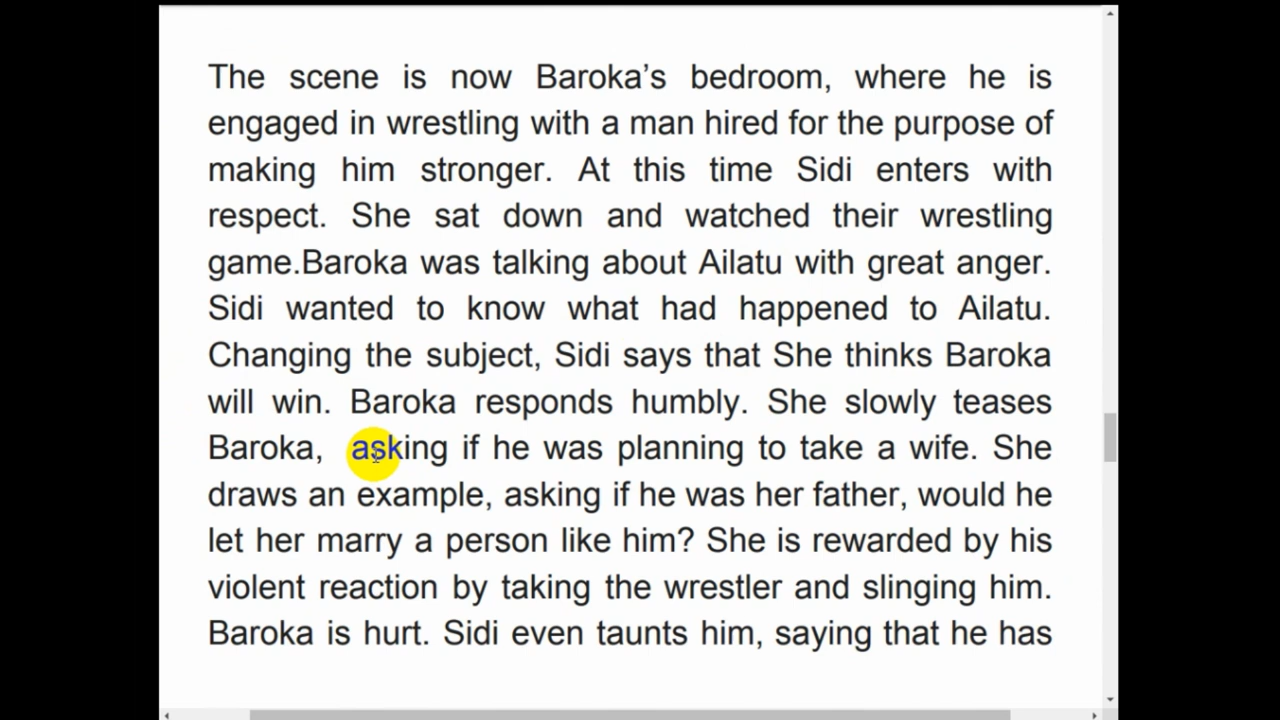 The scene is now Baroka’s bedroom, where he is
engaged in wrestling with a man hired for the purpose of
making him stronger. At this time Sidi enters with
respect. She sat down and watched their wrestling
game.Baroka was talking about Ailatu with great anger.
Sidi wanted to know what had happened to Ailatu.
Changing the subject, Sidi says that She thinks Baroka
will win. Baroka responds humbly. She slowly teases
Baroka, asking if he was planning to take a wife. She
draws an example, asking if he was her father, would he
let her marry a person like him? She is rewarded by his
violent reaction by taking the wrestler and slinging him.
Baroka is hurt. Sidi even taunts him, saying that he has